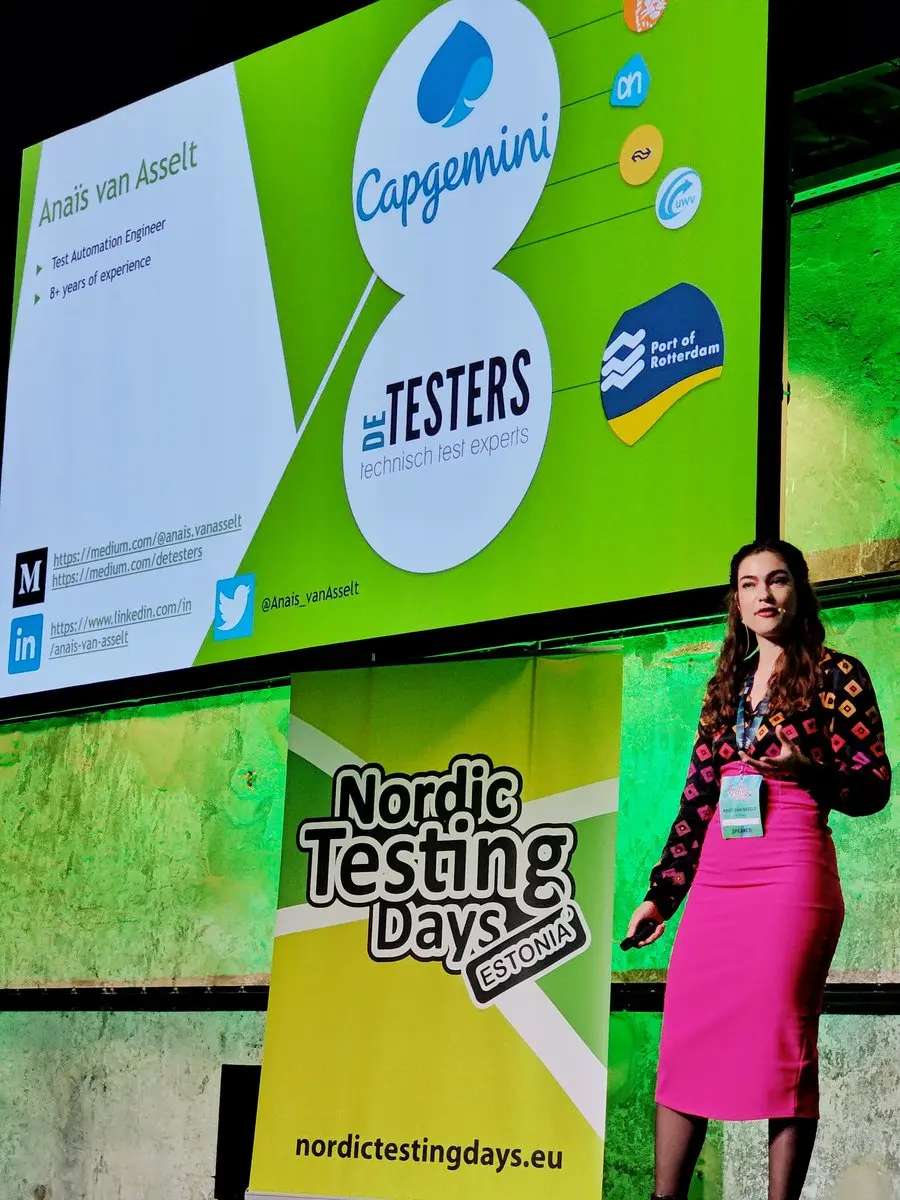 Anaïs van Asselt
Test Automation Engineer
8+ years of experience
https://medium.com/@anais.vanasselt
https://medium.com/detesters
https://www.linkedin.com/in
/anais-van-asselt
@Anais_vanAsselt
M
in
Capgemini
DE TESTERS
technisch test experts
uwv
Port of
Rotterdam
Nordic
Testing
Days
ESTONIA
nordictestingdays.eu
SPEAKER